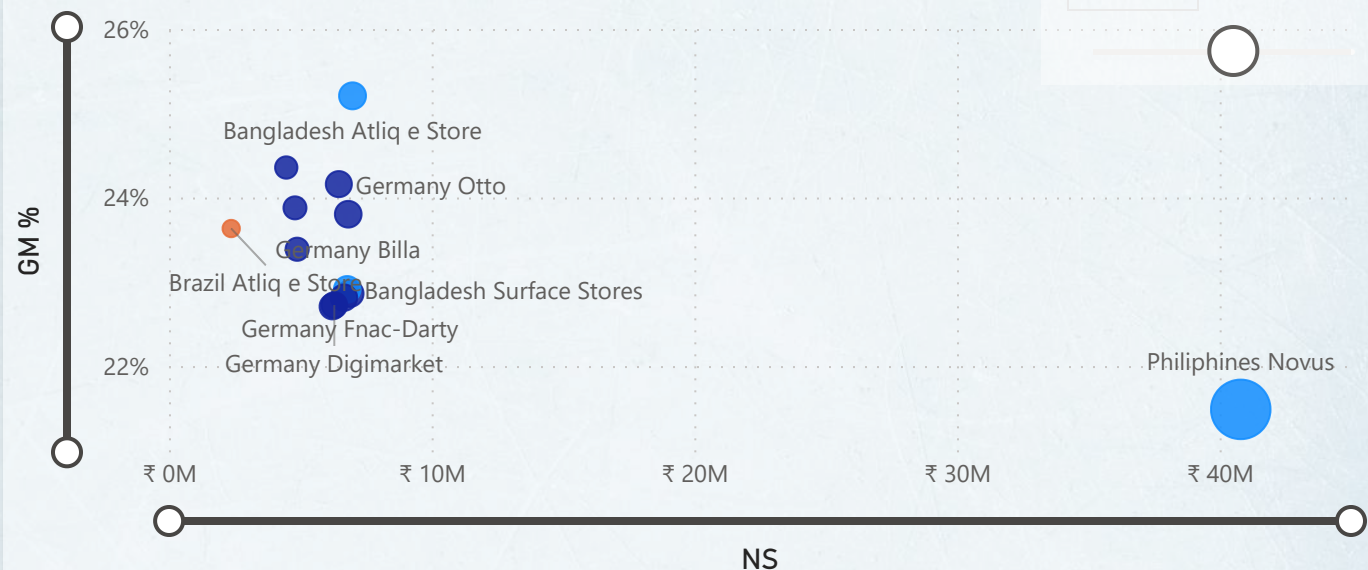 26%
Bangladesh Atliq e Store
Germany Otto
24%
GM %
Germany Billa
Brazil Atliq e Store
Bangladesh Surface Stores
Germany Fnac-Darty
Germany Digimarket
22%
Philiphines Novus
₹ 0M
₹ 10M
₹ 20M
₹ 30M
₹ 40M
NS